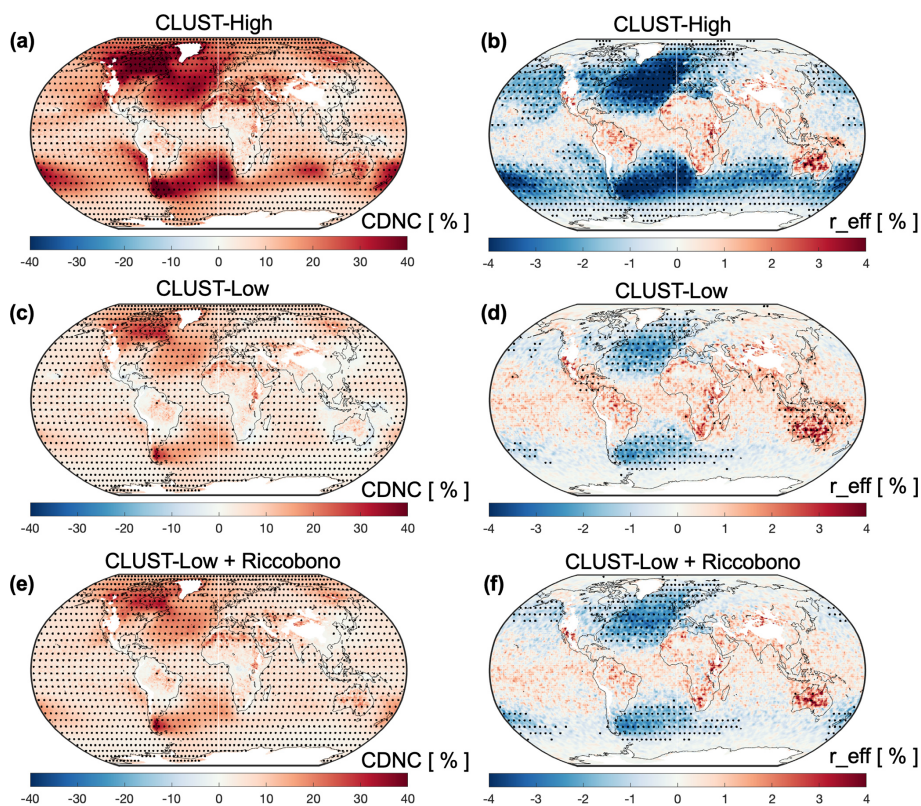 CLUST-High
(a)
CDNC [ % ]
-40 -30 -20 -10 0 10 20 30 40
CLUST-High
(b)
r_eff [ % ]
-4 -3 -2 -1 0 1 2 3 4
CLUST-Low
(c)
CDNC [ % ]
-40 -30 -20 -10 0 10 20 30 40
CLUST-Low
(d)
r_eff [ % ]
-4 -3 -2 -1 0 1 2 3 4
CLUST-Low + Riccobono
(e)
CDNC [ % ]
-40 -30 -20 -10 0 10 20 30 40
CLUST-Low + Riccobono
(f)
r_eff [ % ]
-4 -3 -2 -1 0 1 2 3 4